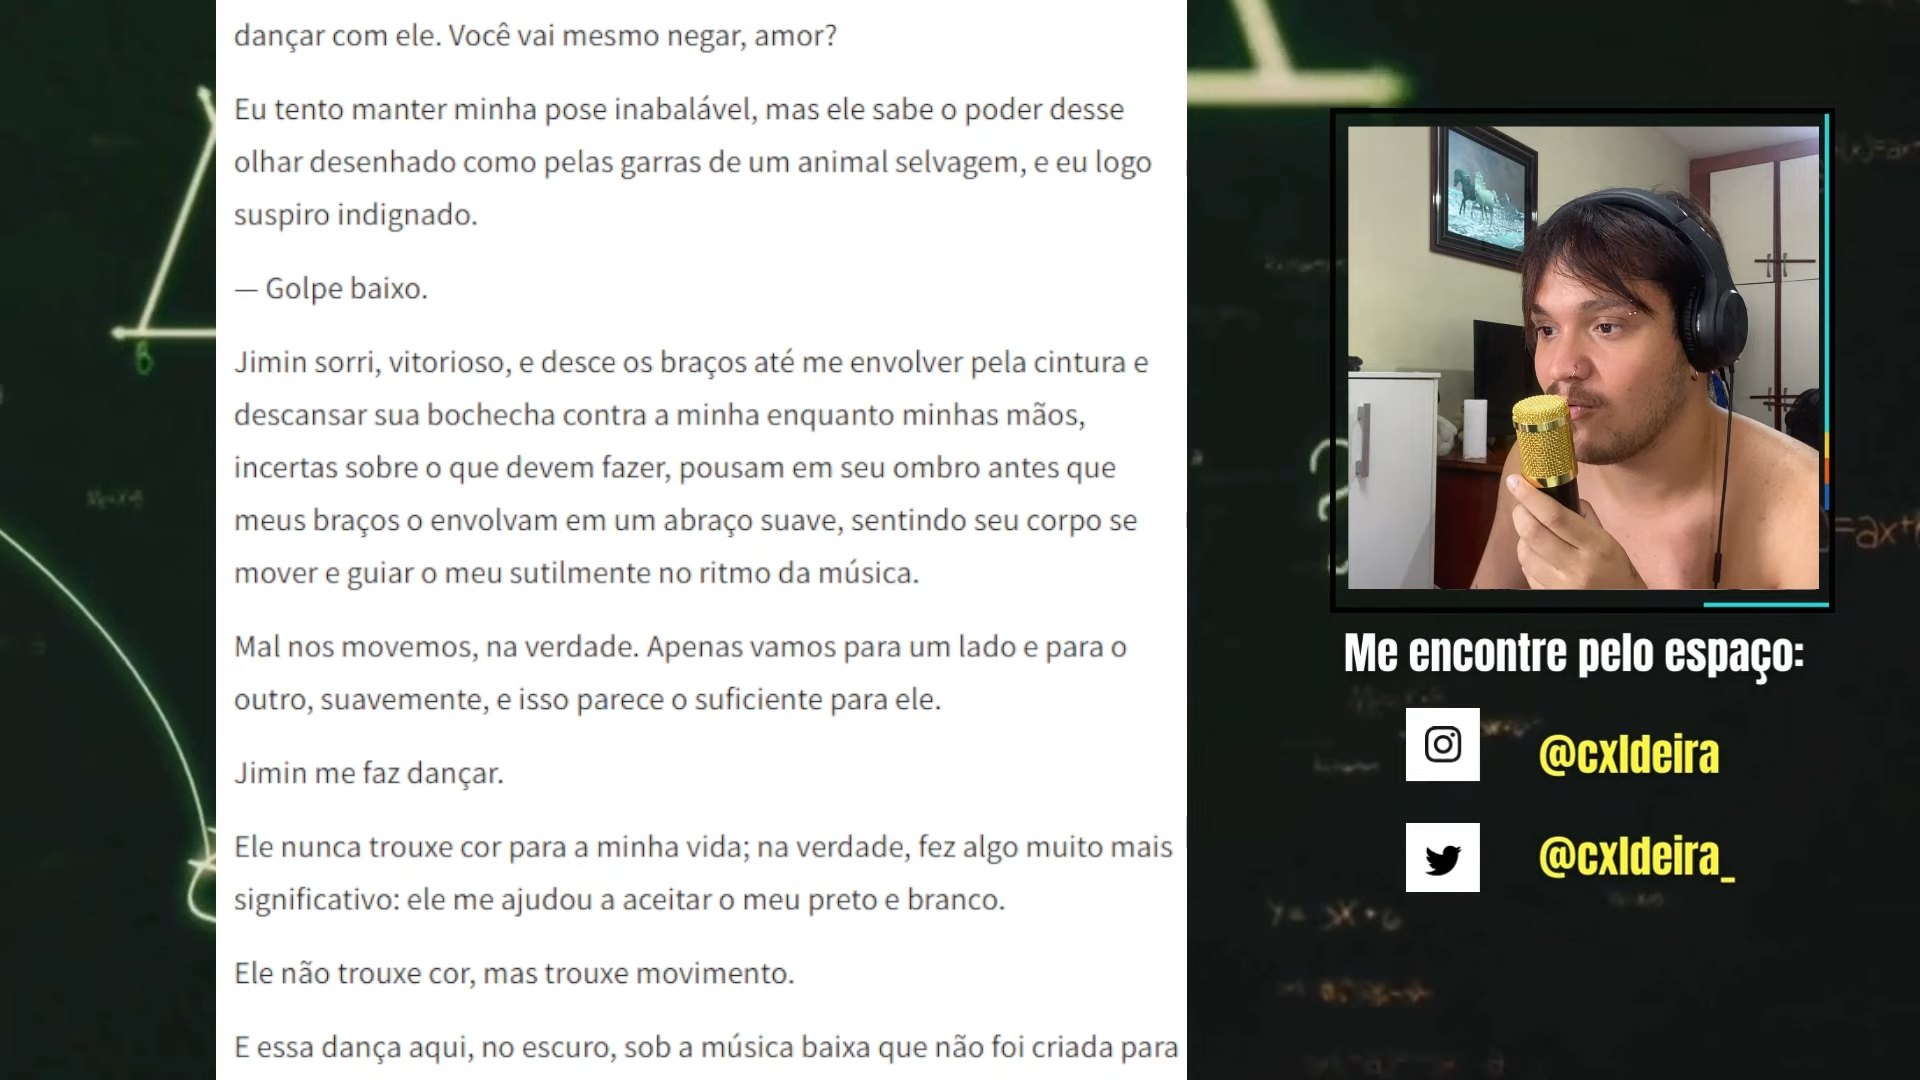 dançar com ele. Você vai mesmo negar, amor?
Eu tento manter minha pose inabalável, mas ele sabe o poder desse
olhar desenhado como pelas garras de um animal selvagem, e eu logo
suspiro indignado.
— Golpe baixo.
Jimin sorri, vitorioso, e desce os braços até me envolver pela cintura e
descansar sua bochecha contra a minha enquanto minhas mãos,
incertas sobre o que devem fazer, pousam em seu ombro antes que
meus braços o envolvam em um abraço suave, sentindo seu corpo se
mover e guiar o meu sutilmente no ritmo da música.
Mal nos movemos, na verdade. Apenas vamos para um lado e para o
outro, suavemente, e isso parece o suficiente para ele.
Jimin me faz dançar.
Ele nunca trouxe cor para a minha vida; na verdade, fez algo muito mais
significativo: ele me ajudou a aceitar o meu preto e branco.
Ele não trouxe cor, mas trouxe movimento.
E essa dança aqui, no escuro, sob a música baixa que não foi criada para
Me encontre pelo espaço:
@cxldeira
@cxldeira_